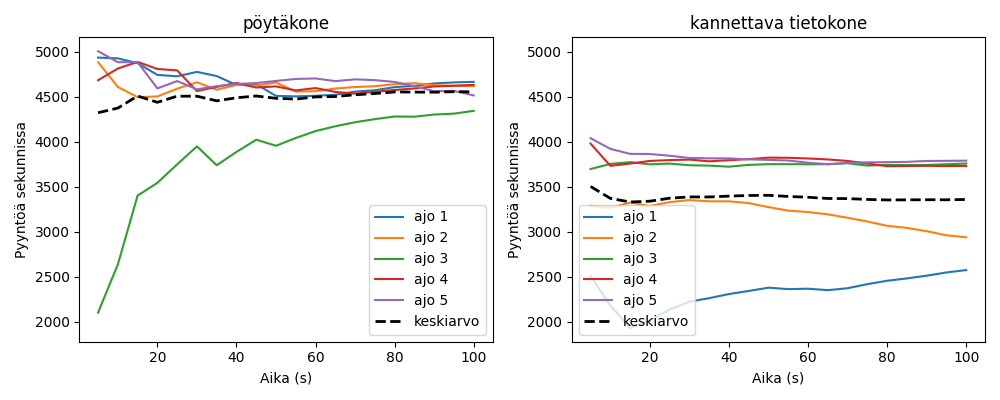 pöytäkone
5000
4500
4000
3500
3000
2500
2000
20
40
60
80
100
Pyyntöä sekunnissa
Aika (s)
ajo 1
ajo 2
ajo 3
ajo 4
ajo 5
keskiarvo
kannettava tietokone
5000
4500
4000
3500
3000
2500
2000
20
40
60
80
100
Pyyntöä sekunnissa
Aika (s)
ajo 1
ajo 2
ajo 3
ajo 4
ajo 5
keskiarvo